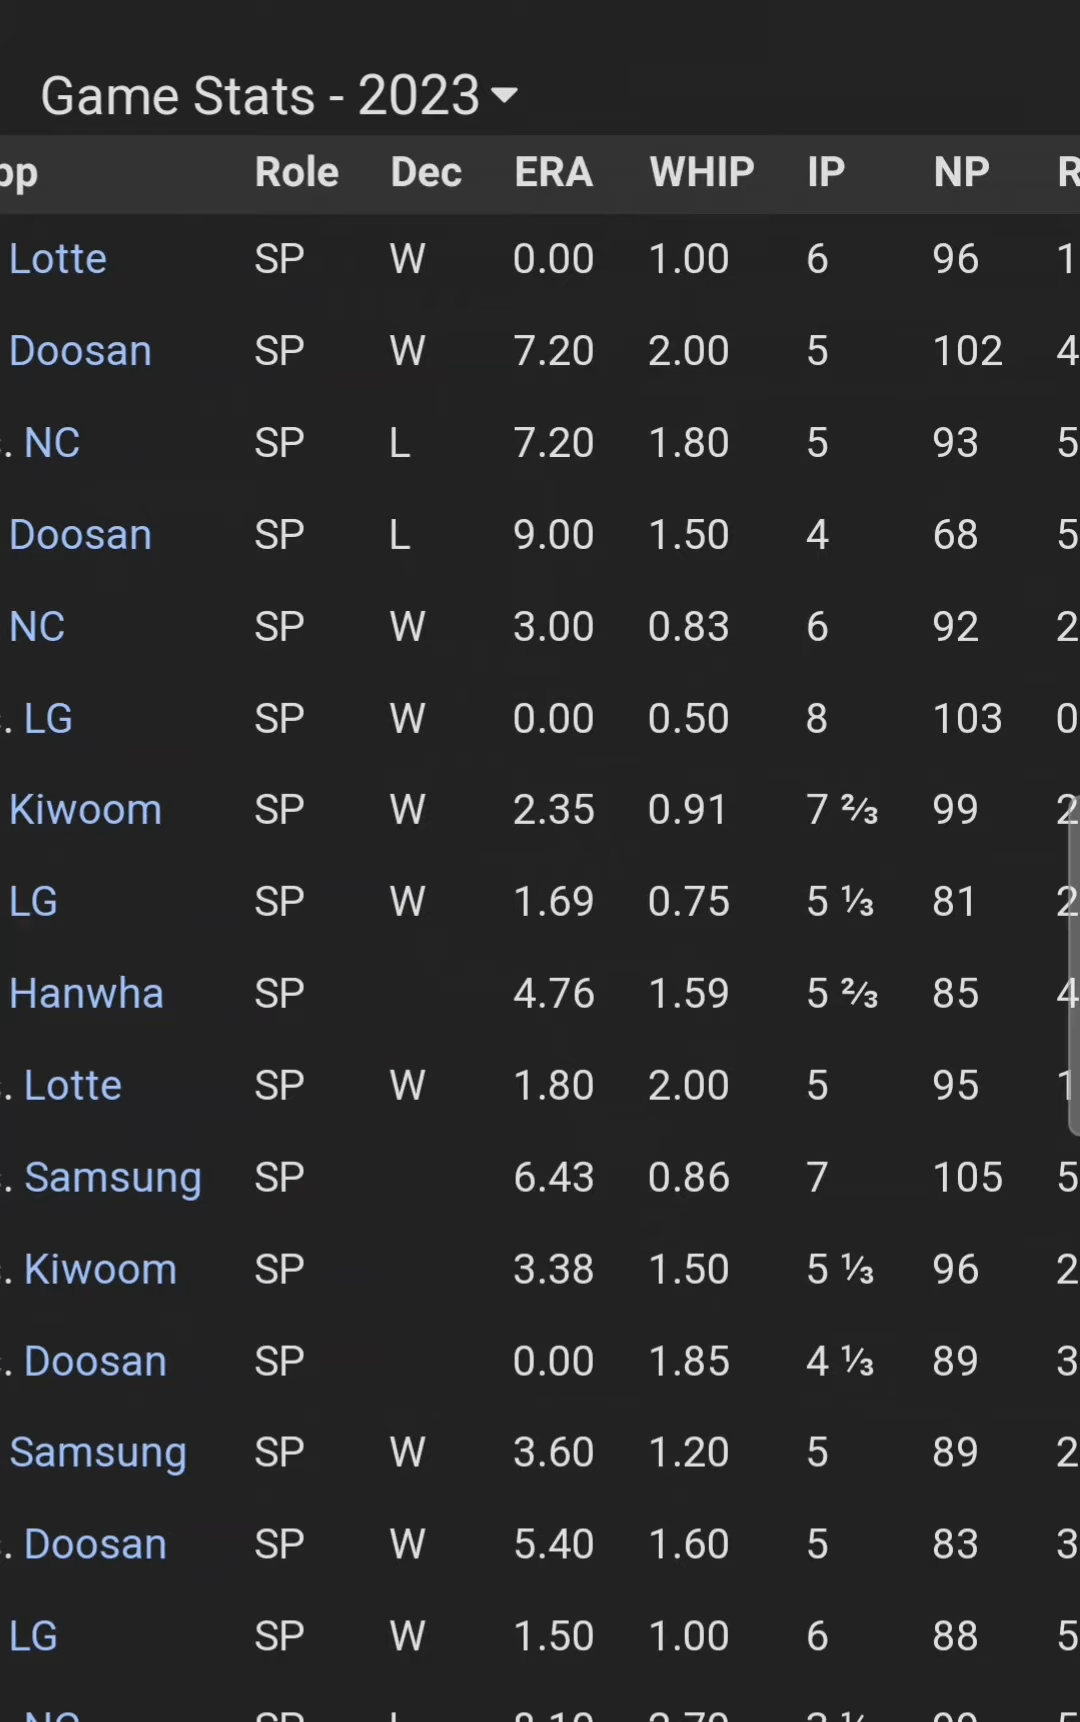 Game Stats - 2023
pp Role Dec ERA WHIP IP NP R
Lotte SP W 0.00 1.00 6 96 1
Doosan SP W 7.20 2.00 5 102 4
. NC SP L 7.20 1.80 5 93 5
Doosan SP L 9.00 1.50 4 68 5
NC SP W 3.00 0.83 6 92 2
. LG SP W 0.00 0.50 8 103 0
Kiwoom SP W 2.35 0.91 7 ⅔ 99 2
LG SP W 1.69 0.75 5 ⅓ 81 2
Hanwha SP 4.76 1.59 5 ⅔ 85 4
. Lotte SP W 1.80 2.00 5 95 1
. Samsung SP 6.43 0.86 7 105 5
. Kiwoom SP 3.38 1.50 5 ⅓ 96 2
. Doosan SP 0.00 1.85 4 ⅓ 89 3
Samsung SP W 3.60 1.20 5 89 2
. Doosan SP W 5.40 1.60 5 83 3
LG SP W 1.50 1.00 6 88 5
NC SP L